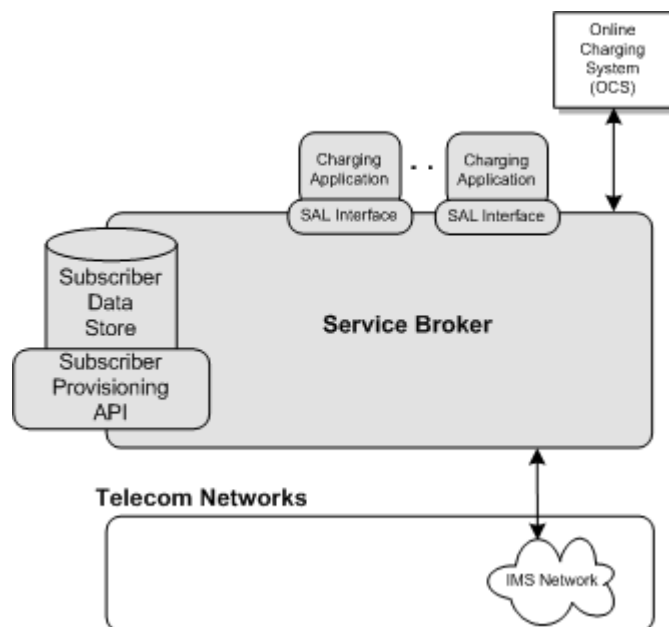 Online
Charging
System
(OCS)
Charging
Application
. .
Charging
Application
SAL Interface
SAL Interface
Subscriber
Data
Store
Service Broker
Subscriber
Provisioning
API
Telecom Networks
IMS Network